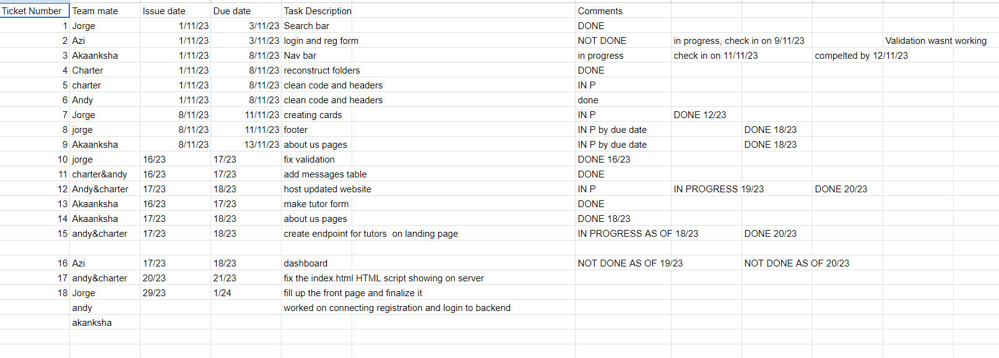 Ticket Number Team mate Issue date Due date Task Description Comments
1 Jorge 1/11/23 3/11/23 Search bar DONE
2 Azi 1/11/23 3/11/23 login and reg form NOT DONE in progress, check in on 9/11/23 Validation wasnt working
3 Akaanksha 1/11/23 8/11/23 Nav bar in progress check in on 11/11/23 compelted by 12/11/23
4 Charter 1/11/23 8/11/23 reconstruct folders DONE
5 charter 1/11/23 8/11/23 clean code and headers IN P
6 Andy 1/11/23 8/11/23 clean code and headers done
7 Jorge 8/11/23 11/11/23 creating cards IN P DONE 12/23
8 jorge 8/11/23 11/11/23 footer IN P by due date DONE 18/23
9 Akaanksha 8/11/23 13/11/23 about us pages IN P by due date DONE 18/23
10 jorge 16/23 17/23 fix validation DONE 16/23
11 charter&andy 16/23 17/23 add messages table DONE
12 Andy&charter 17/23 18/23 host updated website IN P IN PROGRESS 19/23 DONE 20/23
13 Akaanksha 16/23 17/23 make tutor form DONE
14 Akaanksha 17/23 18/23 about us pages DONE 18/23
15 andy&charter 17/23 18/23 create endpoint for tutors  on landing page IN PROGRESS AS OF 18/23 DONE 20/23
16 Azi 17/23 18/23 dashboard NOT DONE AS OF 19/23 NOT DONE AS OF 20/23
17 andy&charter 20/23 21/23 fix the index.html HTML script showing on server
18 Jorge 29/23 1/24 fill up the front page and finalize it
andy worked on connecting registration and login to backend
akanksha